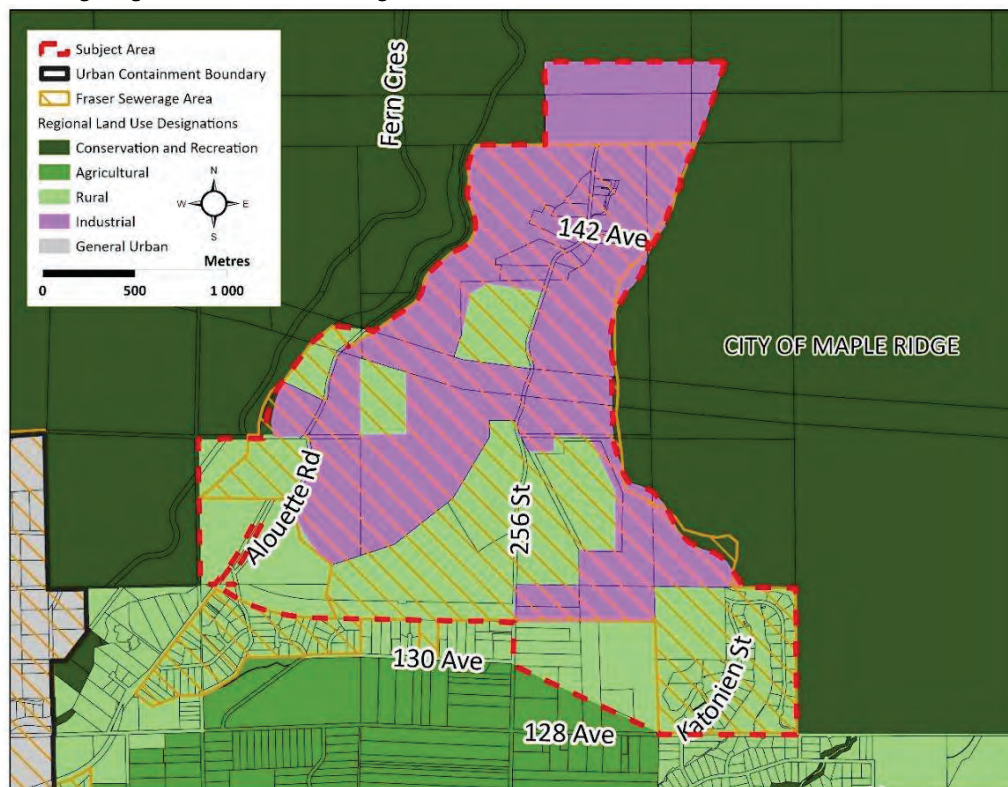 Subject Area
Urban Containment Boundary
Fraser Sewerage Area
Regional Land Use Designations
Conservation and Recreation
Agricultural
Rural
Industrial
General Urban
N
W E
S
Metres
0 500 1 000
Fern Cres
142 Ave
CITY OF MAPLE RIDGE
Alouette Rd
256 St
130 Ave
Katonien St
128 Ave